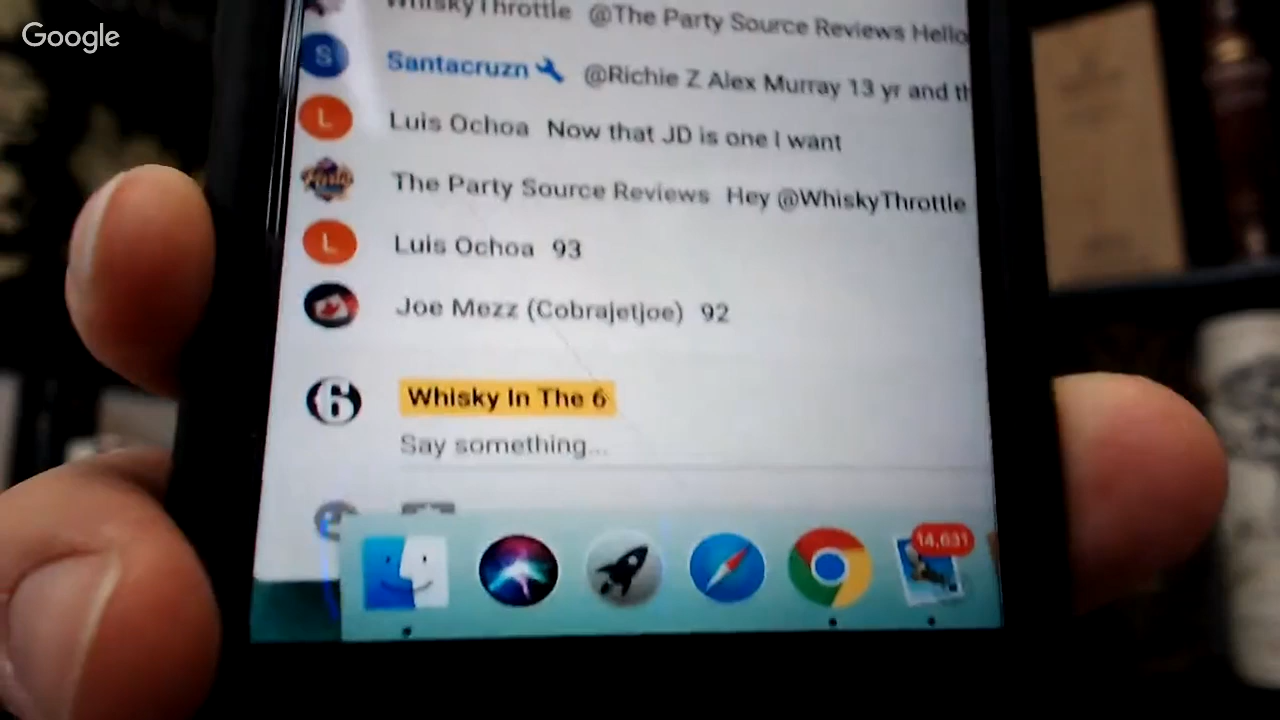 Google
WhiskyThrottle @The Party Source Reviews Hello
S Santacruzn @Richie Z Alex Murray 13 yr and th
L Luis Ochoa Now that JD is one I want
Party The Party Source Reviews Hey @WhiskyThrottle
L Luis Ochoa 93
Joe Mezz (Cobrajetjoe) 92
6 Whisky In The 6
Say something...
14,631